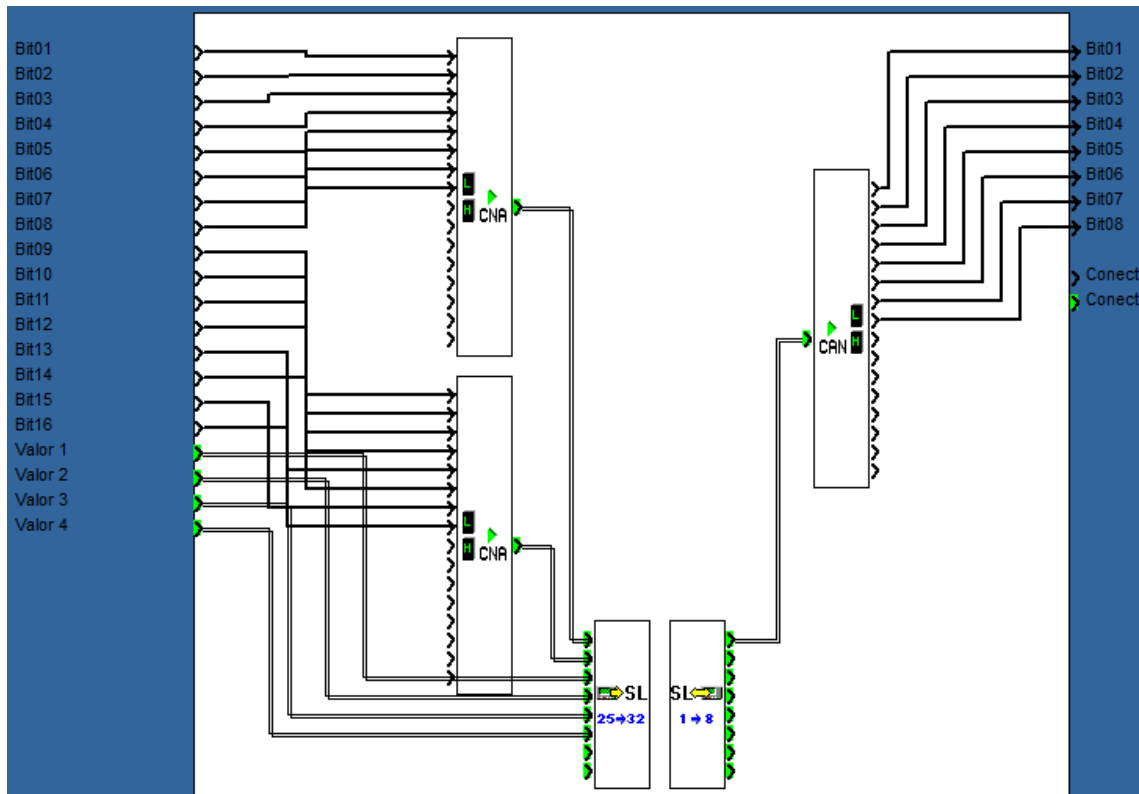 Bit01
Bit02
Bit03
Bit04
Bit05
Bit06
Bit07
Bit08
Bit09
Bit10
Bit11
Bit12
Bit13
Bit14
Bit15
Bit16
Valor 1
Valor 2
Valor 3
Valor 4
L
H CNA
L
H CNA
SL
25→32
SL
1→8
L
CAN H
Bit01
Bit02
Bit03
Bit04
Bit05
Bit06
Bit07
Bit08
Conect
Conect